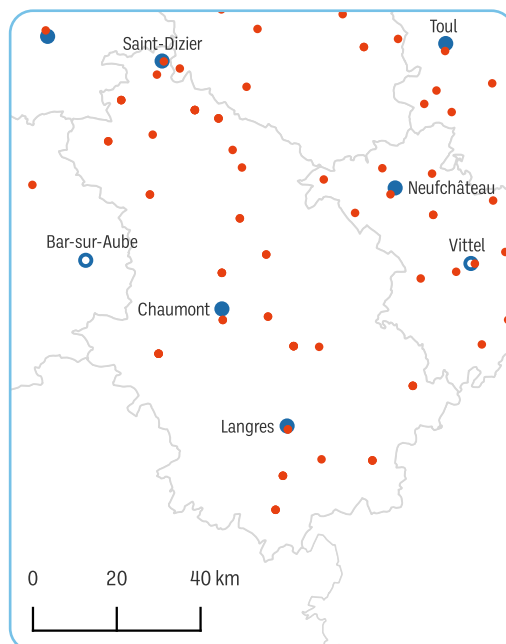 Toul
Saint-Dizier
Neufchâteau
Bar-sur-Aube
Vittel
Chaumont
Langres
0 20 40 km